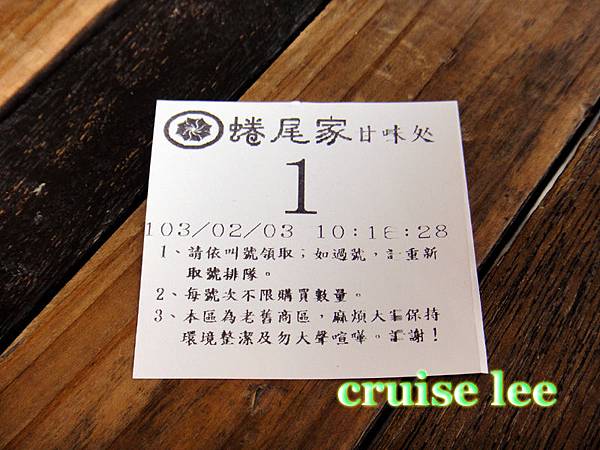 蜷尾家甘味処
1
103/02/03 10:16:28
1、請依叫號領取；如過號，請重新
取號排隊。
2、每號次不限購買數量。
3、本區為老舊商區，麻煩大家保持
環境整潔及勿大聲喧嘩。謝謝！
cruise lee